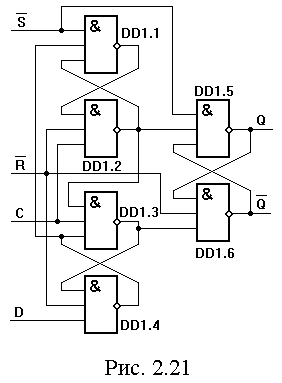 S
&
DD1.1
DD1.5
&
Q
&
DD1.2
R
&
Q
C
&
DD1.3
DD1.6
&
D
DD1.4
Рис. 2.21